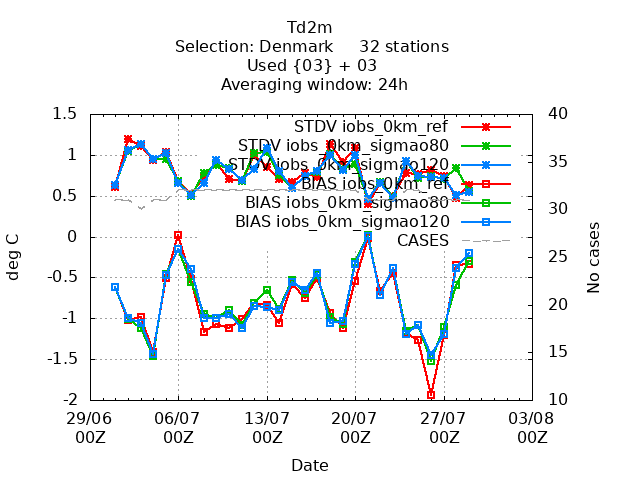 Td2m
Selection: Denmark 32 stations
Used {03} + 03
Averaging window: 24h
1.5
1
0.5
0
-0.5
-1
-1.5
-2
deg C
40
35
30
25
20
15
10
No cases
STDV iobs_0km_ref
STDV iobs_0km_sigmao80
STDV iobs_0km_sigmao120
BIAS iobs_0km_ref
BIAS iobs_0km_sigmao80
BIAS iobs_0km_sigmao120
CASES
29/06 06/07 13/07 20/07 27/07 03/08
00Z 00Z 00Z 00Z 00Z 00Z
Date